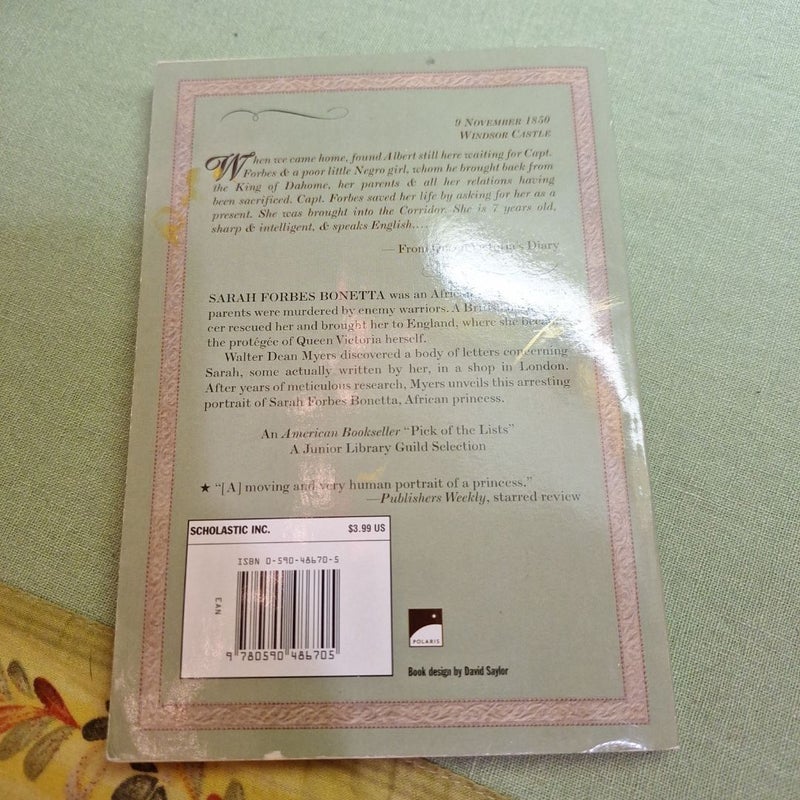 9 NOVEMBER 1850
WINDSOR CASTLE
When we came home, found Albert still here waiting for Capt.
Forbes & a poor little Negro girl, whom he brought back from
the King of Dahome, her parents & all her relations having
been sacrificed. Capt. Forbes saved her life by asking for her as a
present. She was brought into the Corridor. She is 7 years old,
sharp & intelligent, & speaks English....
—From Victoria's Diary
SARAH FORBES BONETTA was an
parents were murdered by enemy warriors. A
cer rescued her and brought her to England, where she
the protégée of Queen Victoria herself.
Walter Dean Myers discovered a body of letters concerning
Sarah, some actually written by her, in a shop in London.
After years of meticulous research, Myers unveils this arresting
portrait of Sarah Forbes Bonetta, African princess.
An American Bookseller "Pick of the Lists"
A Junior Library Guild Selection
★ "[A] moving and very human portrait of a princess."
—Publishers Weekly, starred review
SCHOLASTIC INC. $3.99 US
ISBN 0-590-48670-5
EAN
9 780590 486705
POLARIS
Book design by David Saylor